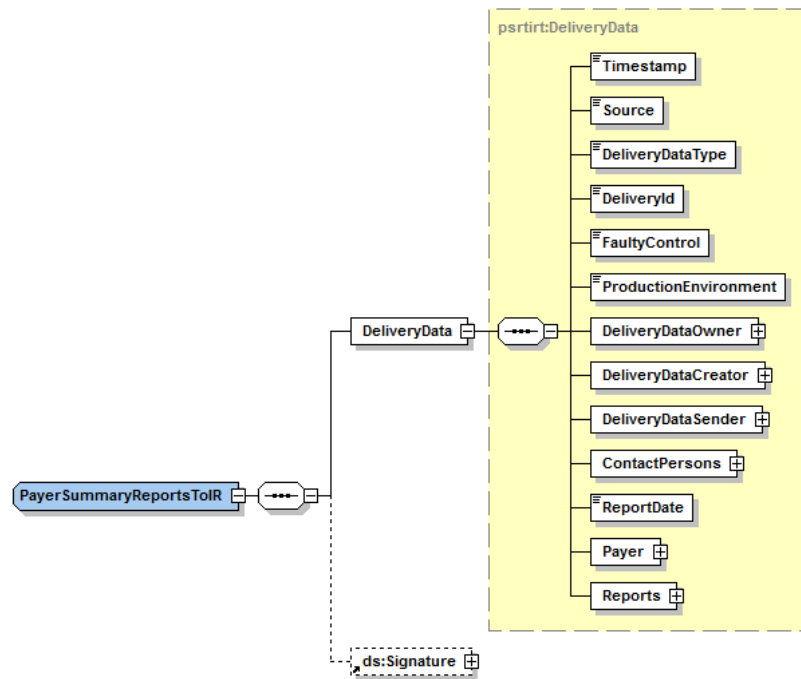 psrtirt:DeliveryData
Timestamp
Source
DeliveryDataType
DeliveryId
FaultyControl
ProductionEnvironment
DeliveryData
DeliveryDataOwner
DeliveryDataCreator
DeliveryDataSender
ContactPersons
PayerSummaryReportsToIR
ReportDate
Payer
Reports
ds:Signature